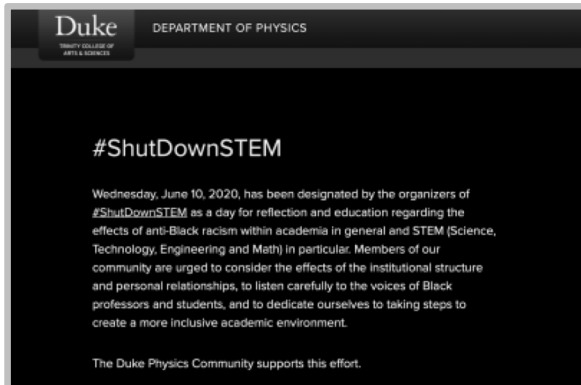 Duke
TRINITY COLLEGE OF
ARTS & SCIENCES
DEPARTMENT OF PHYSICS
#ShutDownSTEM
Wednesday, June 10, 2020, has been designated by the organizers of
#ShutDownSTEM as a day for reflection and education regarding the
effects of anti-Black racism within academia in general and STEM (Science,
Technology, Engineering and Math) in particular. Members of our
community are urged to consider the effects of the institutional structure
and personal relationships, to listen carefully to the voices of Black
professors and students, and to dedicate ourselves to taking steps to
create a more inclusive academic environment.
The Duke Physics Community supports this effort.